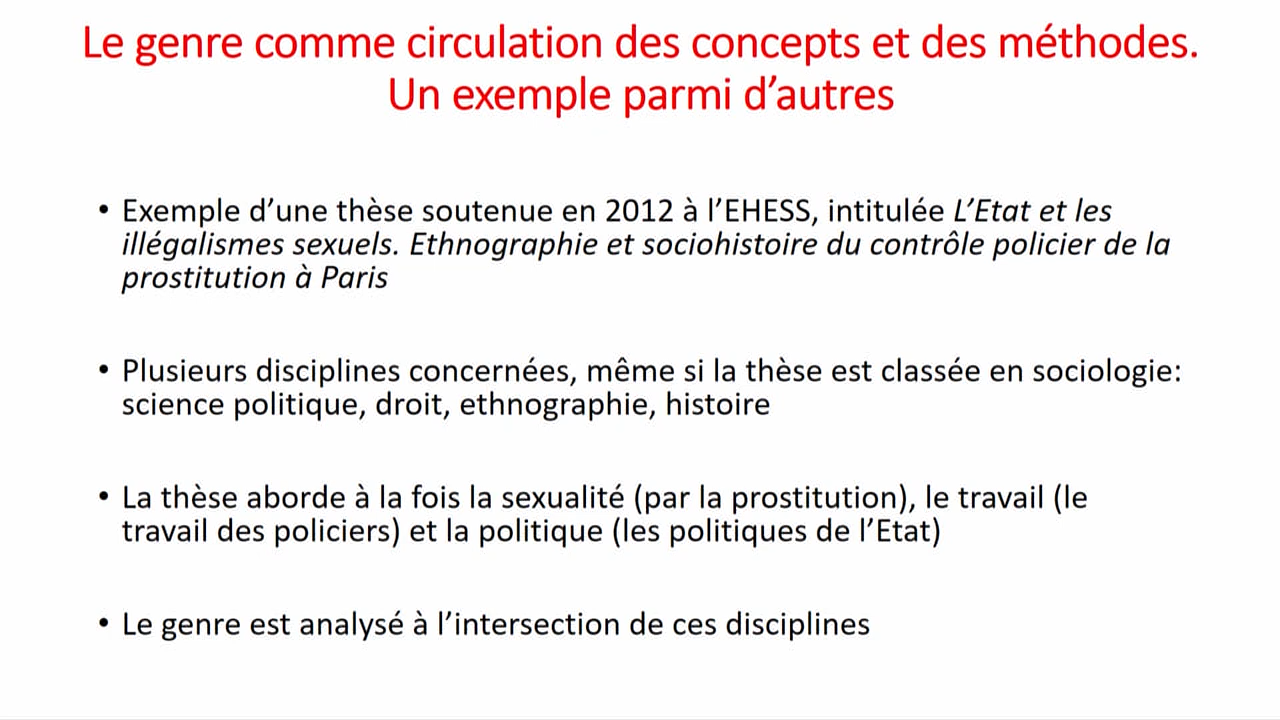 Le genre comme circulation des concepts et des méthodes.
Un exemple parmi d’autres
• Exemple d’une thèse soutenue en 2012 à l’EHESS, intitulée L’Etat et les
illégalismes sexuels. Ethnographie et sociohistoire du contrôle policier de la
prostitution à Paris
• Plusieurs disciplines concernées, même si la thèse est classée en sociologie:
science politique, droit, ethnographie, histoire
• La thèse aborde à la fois la sexualité (par la prostitution), le travail (le
travail des policiers) et la politique (les politiques de l’Etat)
• Le genre est analysé à l’intersection de ces disciplines